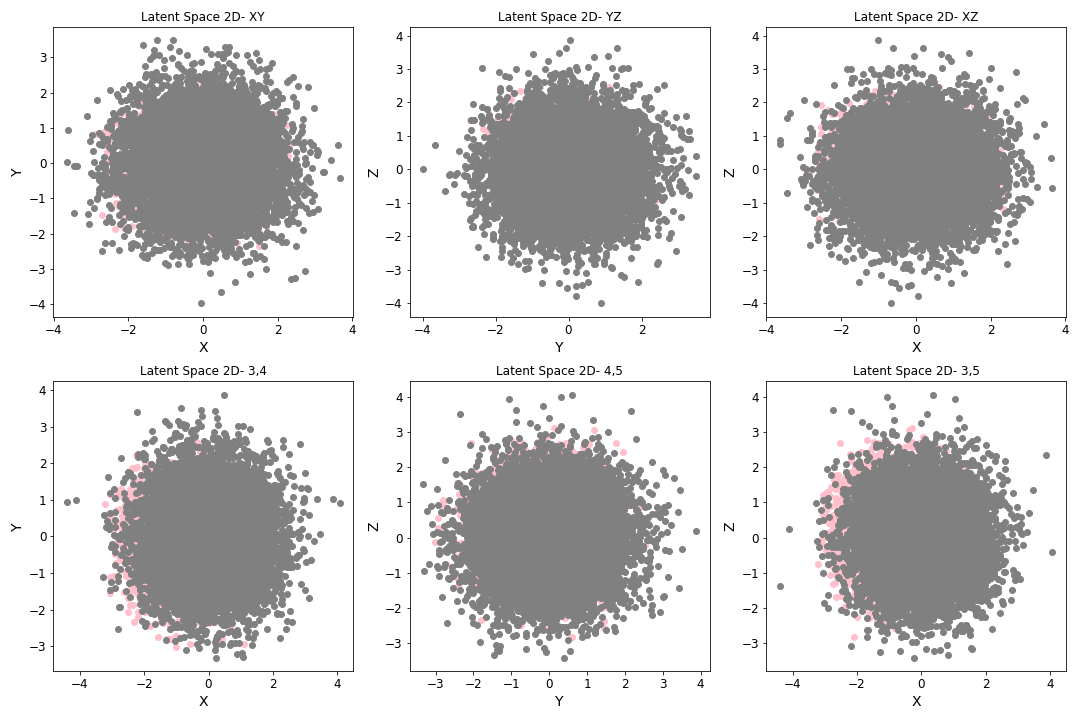 Latent Space 2D- XY
3
2
1
0
−1
−2
−3
−4
Y
−4 −2 0 2 4
X
Latent Space 2D- YZ
4
3
2
1
0
−1
−2
−3
−4
Z
−4 −2 0 2
Y
Latent Space 2D- XZ
4
3
2
1
0
−1
−2
−3
−4
Z
−4 −2 0 2 4
X
Latent Space 2D- 3,4
4
3
2
1
0
−1
−2
−3
Y
−4 −2 0 2 4
X
Latent Space 2D- 4,5
4
3
2
1
0
−1
−2
−3
Z
−3 −2 −1 0 1 2 3 4
Y
Latent Space 2D- 3,5
4
3
2
1
0
−1
−2
−3
Z
−4 −2 0 2 4
X